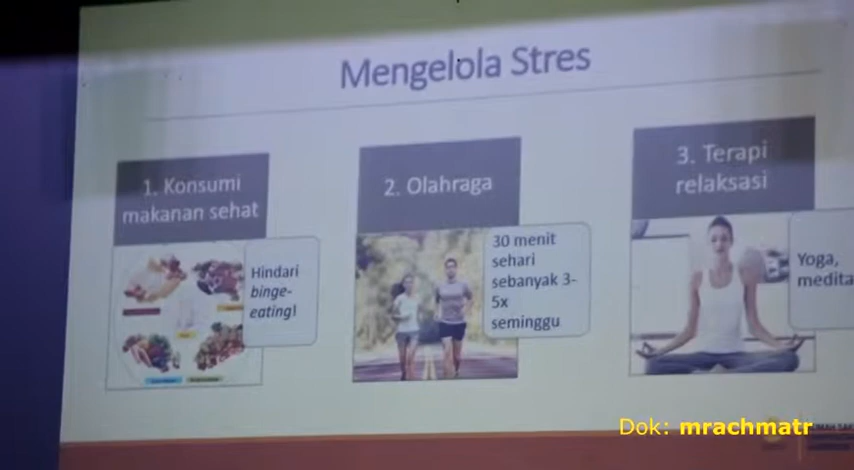 Mengelola Stres
1. Konsumi
makanan sehat
Hindari
binge-
eating!
2. Olahraga
30 menit
sehari
sebanyak 3-
5x
seminggu
3. Terapi
relaksasi
Yoga,
medita
Dok: mrachmatr